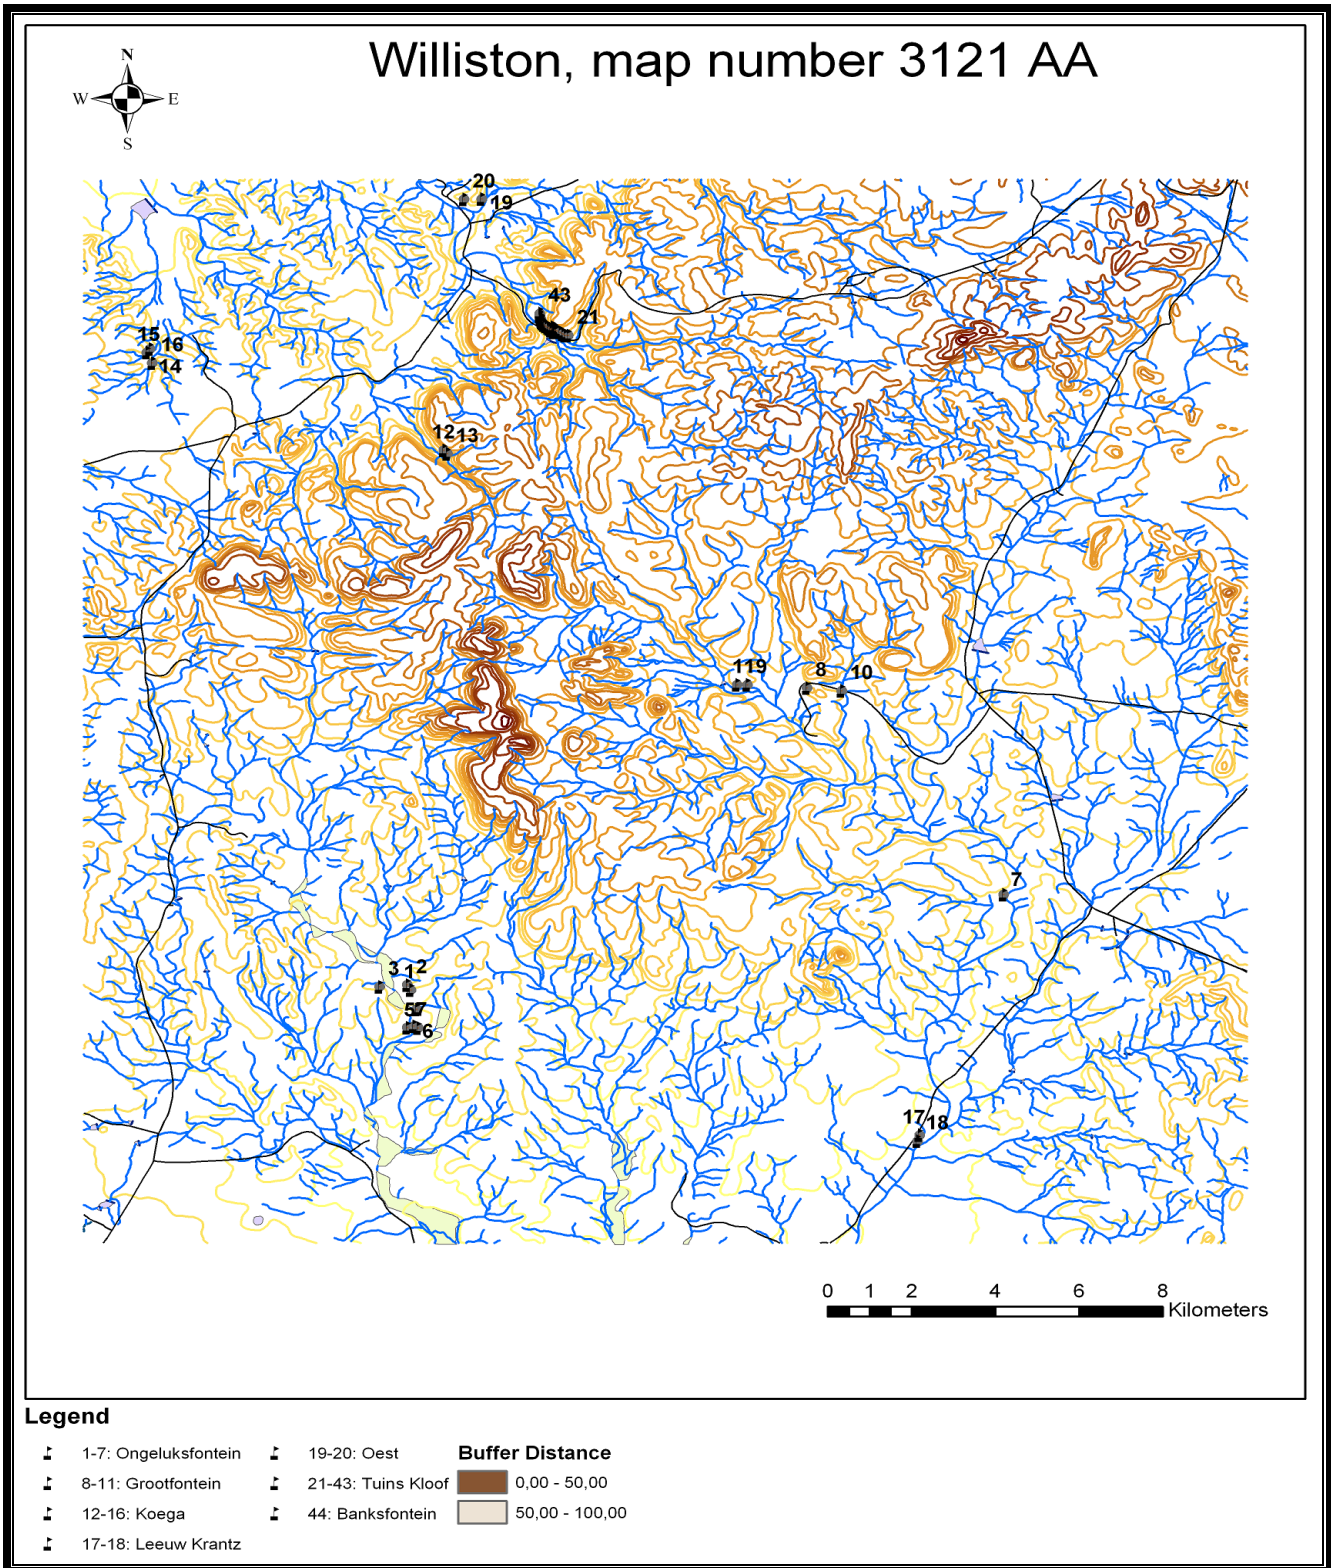 Williston, map number 3121 AA
N
W E
S
20
19
43
21
15
16
14
12 13
119
8
10
7
3 1 2
57
6
17 18
0 1 2 4 6 8
Kilometers
Legend
1-7: Ongeluksfontein
8-11: Grootfontein
12-16: Koega
17-18: Leeuw Krantz
19-20: Oest
21-43: Tuins Kloof
44: Banksfontein
Buffer Distance
0,00 - 50,00
50,00 - 100,00